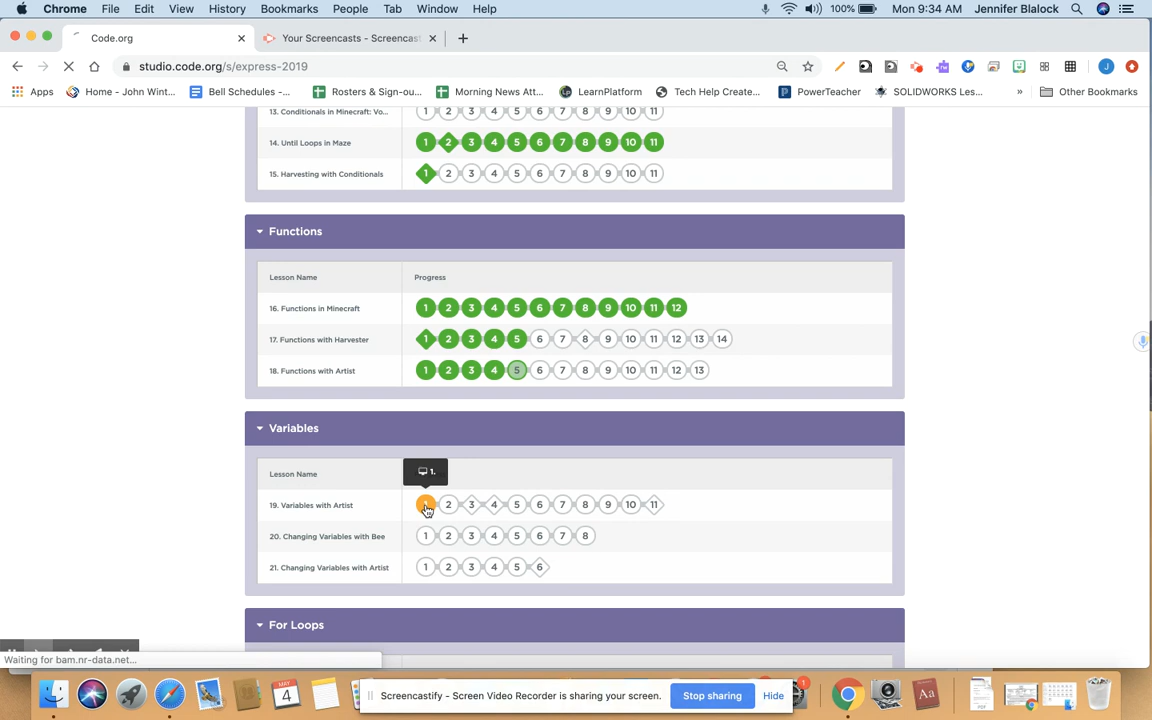 Chrome File Edit View History Bookmarks People Tab Window Help 100% Mon 9:34 AM Jennifer Blalock
Code.org Your Screencasts - Screencast
studio.code.org/s/express-2019
Apps Home - John Wint... Bell Schedules -... Rosters & Sign-ou... Morning News Att... LearnPlatform Tech Help Create... PowerTeacher SOLIDWORKS Les... » Other Bookmarks
13. Conditionals in Minecraft: Vo... 1 2 3 4 5 6 7 8 9 10 11
14. Until Loops in Maze 1 2 3 4 5 6 7 8 9 10 11
15. Harvesting with Conditionals 1 2 3 4 5 6 7 8 9 10 11
Functions
Lesson Name Progress
16. Functions in Minecraft 1 2 3 4 5 6 7 8 9 10 11 12
17. Functions with Harvester 1 2 3 4 5 6 7 8 9 10 11 12 13 14
18. Functions with Artist 1 2 3 4 5 6 7 8 9 10 11 12 13
Variables
Lesson Name 1.
19. Variables with Artist 1 2 3 4 5 6 7 8 9 10 11
20. Changing Variables with Bee 1 2 3 4 5 6 7 8
21. Changing Variables with Artist 1 2 3 4 5 6
For Loops
Waiting for bam.nr-data.net...
MAY 4 Screencastify - Screen Video Recorder is sharing your screen. Stop sharing Hide 1 Aa